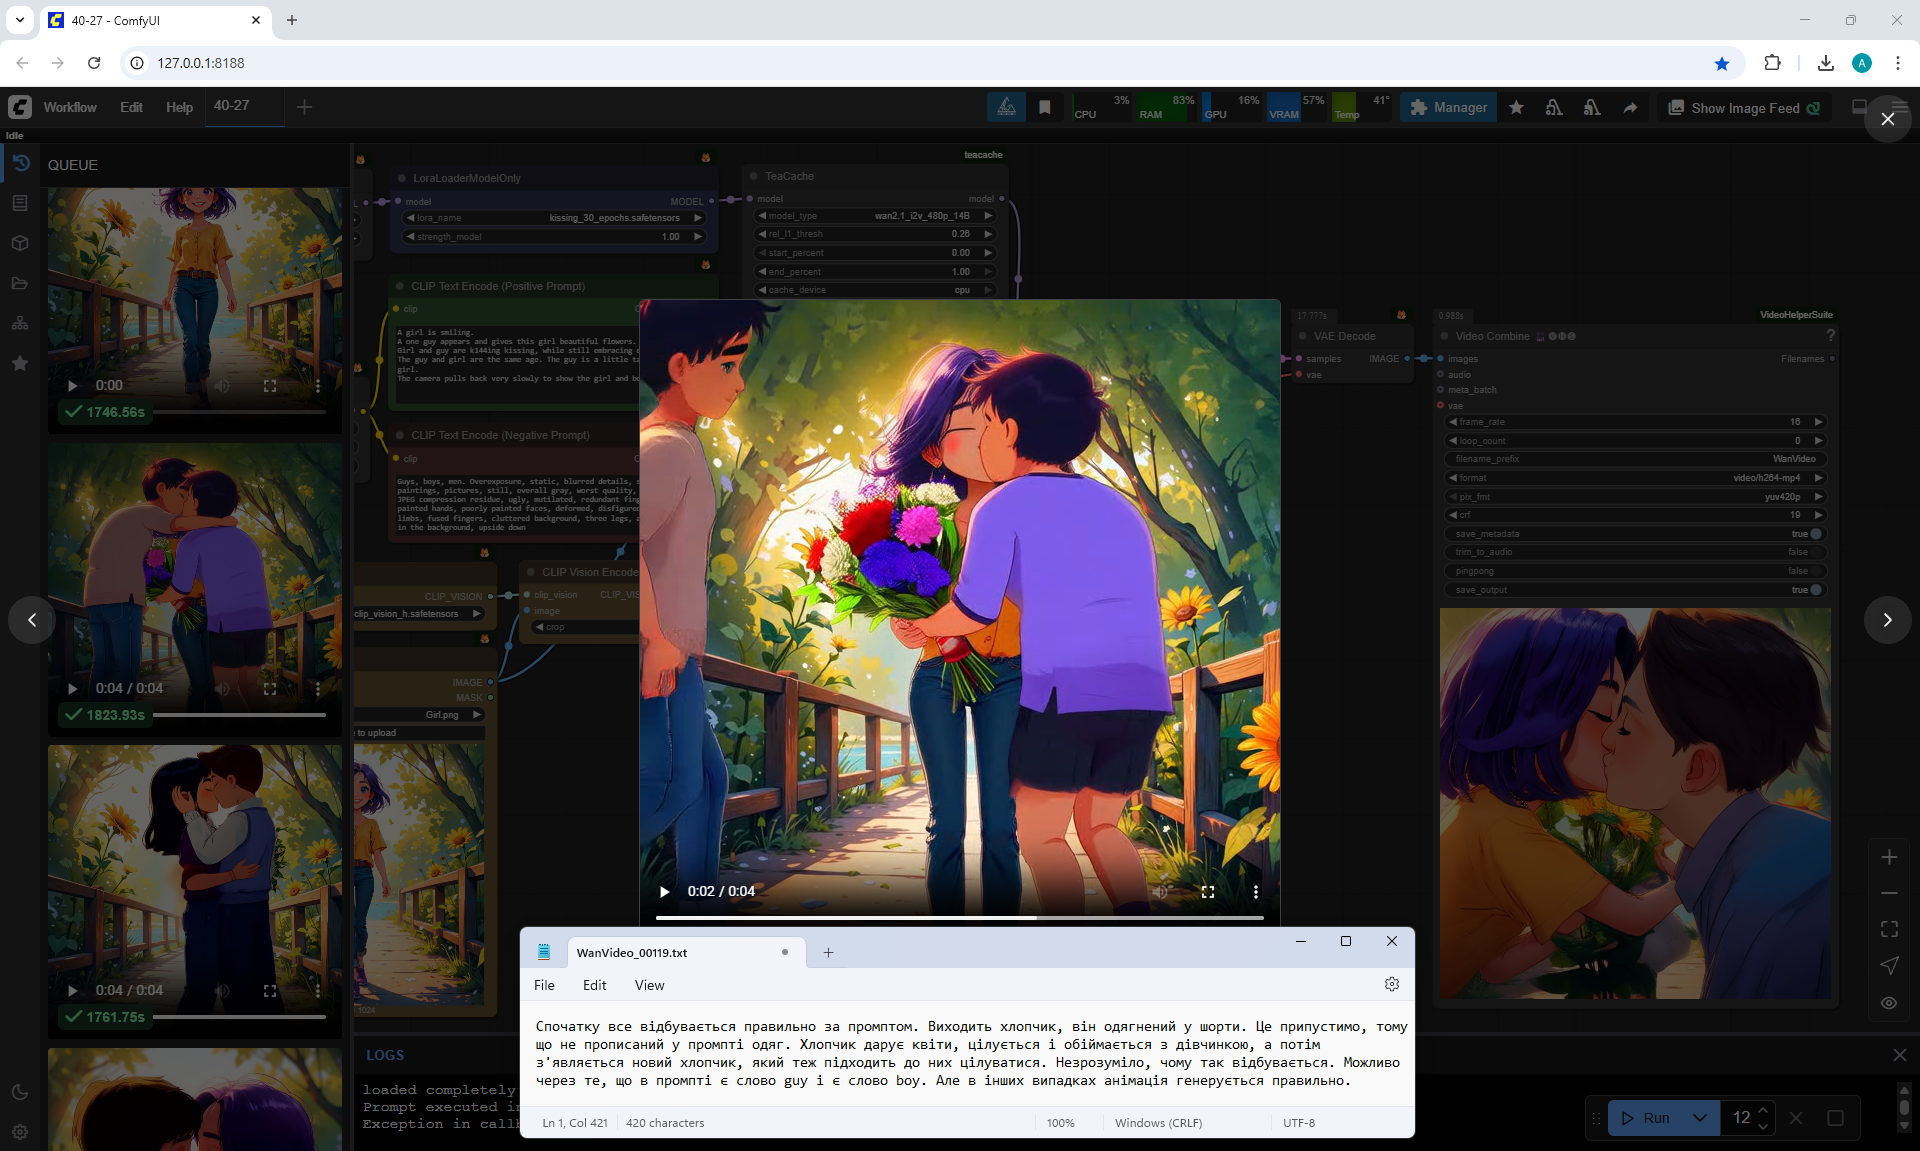 40-27 - ComfyUI
127.0.0.1:8188
A
Workflow
Edit
Help
40-27
CPU 3%
RAM 83%
GPU 16%
VRAM 57%
Temp 41°
Manager
Show Image Feed
Idle
QUEUE
0:00
1746.56s
0:04 / 0:04
1823.93s
0:04 / 0:04
1761.75s
LoraLoaderModelOnly
model
MODEL
lora_name kissing_30_epochs.safetensors
strength_model 1.00
teacache
TeaCache
model
model
model_type wan2.1_i2v_480p_14B
rel_l1_thresh 0.26
start_percent 0.00
end_percent 1.00
cache_device cpu
CLIP Text Encode (Positive Prompt)
clip
A girl is smiling.
A one guy appears and gives this girl beautiful flowers.
Girl and guy are k144ing kissing, while still embracing
The guy and girl are the same age. The guy is a little
girl.
The camera pulls back very slowly to show the girl and
CLIP Text Encode (Negative Prompt)
clip
Guys, boys, men. Overexposure, static, blurred details,
paintings, pictures, still, overall gray, worst quality,
JPEG compression residue, ugly, mutilated, redundant
painted hands, poorly painted faces, deformed,
limbs, fused fingers, cluttered background, three legs,
in the background, upside down
CLIP_VISION
clip_vision_h.safetensors
CLIP Vision Encode
clip_vision
image
crop
IMAGE
MASK
Girl.png
to upload
1024
17.777s
VAE Decode
samples
IMAGE
vae
0.988s
VideoHelperSuite
Video Combine
?
images
Filenames
audio
meta_batch
vae
frame_rate 16
loop_count 0
filename_prefix WanVideo
format video/h264-mp4
pix_fmt yuv420p
crf 19
save_metadata true
trim_to_audio false
pingpong false
save_output true
0:02 / 0:04
LOGS
loaded completely
Prompt executed
Exception in
Run
12
WanVideo_00119.txt
File
Edit
View
Спочатку все відбувається правильно за промптом. Виходить хлопчик, він одягнений у шорти. Це припустимо, тому
що не прописаний у промпті одяг. Хлопчик дарує квіти, цілується і обіймається з дівчинкою, а потім
з'являється новий хлопчик, який теж підходить до них цілуватися. Незрозуміло, чому так відбувається. Можливо
через те, що в промпті є слово guy і є слово boy. Але в інших випадках анімація генерується правильно.
Ln 1, Col 421
420 characters
100%
Windows (CRLF)
UTF-8